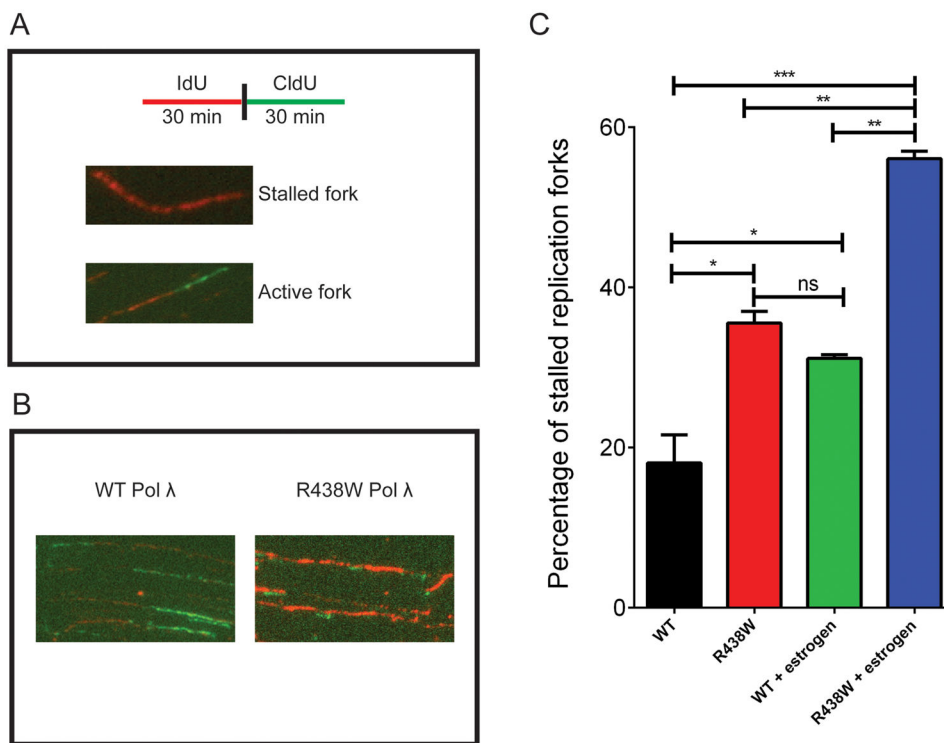 A
IdU CldU
30 min 30 min
Stalled fork
Active fork
B
WT Pol λ R438W Pol λ
C
Percentage of stalled replication forks
60
40
20
0
***
**
**
*
*
ns
WT
R438W
WT + estrogen
R438W + estrogen